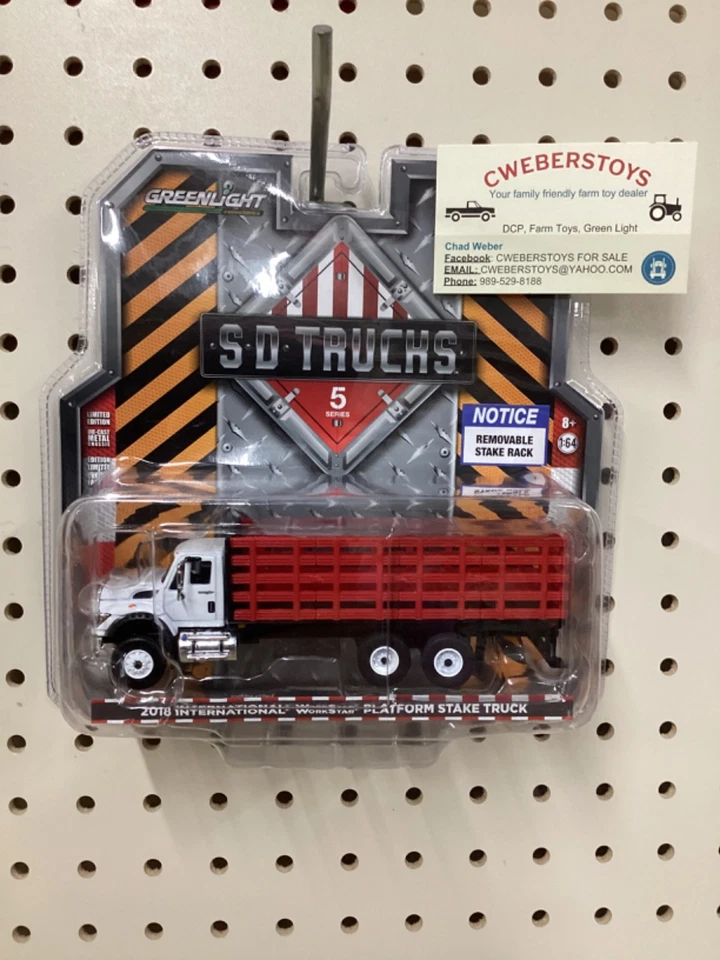 GREENLIGHT
S.D. TRUCKS
5
SERIES
LIMITED
EDITION
DIE-CAST
METAL
CHASSIS
NOTICE
REMOVABLE
STAKE RACK
8+
1:64
2018 INTERNATIONAL WORKSTAR PLATFORM STAKE TRUCK
CWEBERSTOYS
Your family friendly farm toy dealer
DCP, Farm Toys, Green Light
Chad Weber
Facebook: CWEBERSTOYS FOR SALE
EMAIL: CWEBERSTOYS@YAHOO.COM
Phone: 989-529-8188